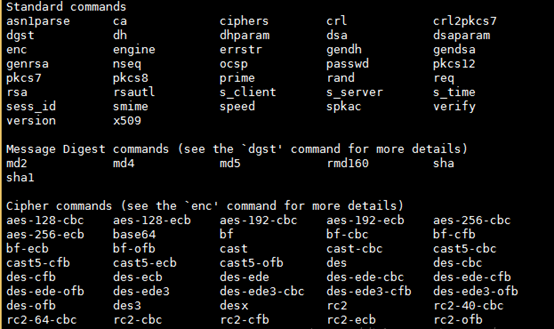 Standard commands
asn1parse ca ciphers crl crl2pkcs7
dgst dh dhparam dsa dsaparam
enc engine errstr gendh gendsa
genrsa nseq ocsp passwd pkcs12
pkcs7 pkcs8 prime rand req
rsa rsautl s_client s_server s_time
sess_id smime speed spkac verify
version x509
Message Digest commands (see the `dgst' command for more details)
md2 md4 md5 rmd160 sha
sha1
Cipher commands (see the `enc' command for more details)
aes-128-cbc aes-128-ecb aes-192-cbc aes-192-ecb aes-256-cbc
aes-256-ecb base64 bf bf-cbc bf-cfb
bf-ecb bf-ofb cast cast-cbc cast5-cbc
cast5-cfb cast5-ecb cast5-ofb des des-cbc
des-cfb des-ecb des-ede des-ede-cbc des-ede-cfb
des-ede-ofb des-ede3 des-ede3-cbc des-ede3-cfb des-ede3-ofb
des-ofb des3 desx rc2 rc2-40-cbc
rc2-64-cbc rc2-cbc rc2-cfb rc2-ecb rc2-ofb